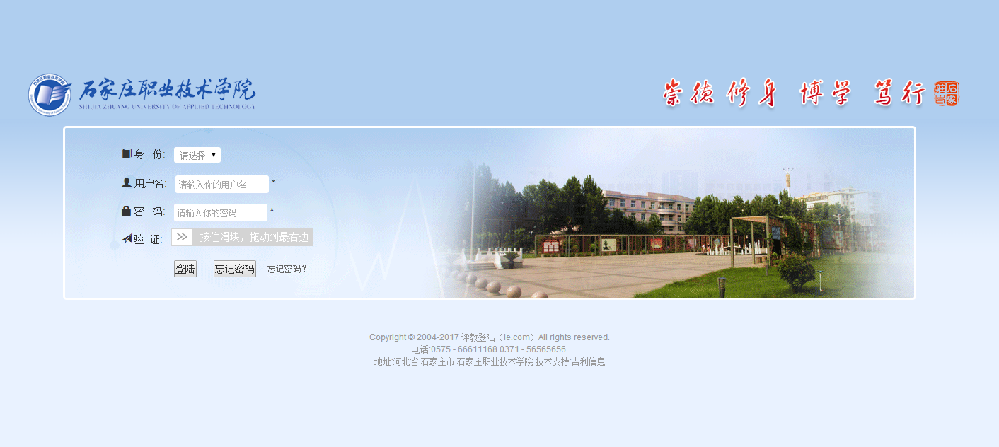 石家庄职业技术学院
SHI JIA ZHUANG UNIVERSITY OF APPLIED TECHNOLOGY
崇德 修身 博学 笃行
身 份: 请选择
用户名: 请输入你的用户名 *
密 码: 请输入你的密码 *
验 证: >> 按住滑块，拖动到最右边
登陆 忘记密码 忘记密码?
Copyright © 2004-2017 评教登陆（le.com）All rights reserved.
电话:0575 - 66611168 0371 - 56565656
地址:河北省 石家庄市 石家庄职业技术学院 技术支持:吉利信息